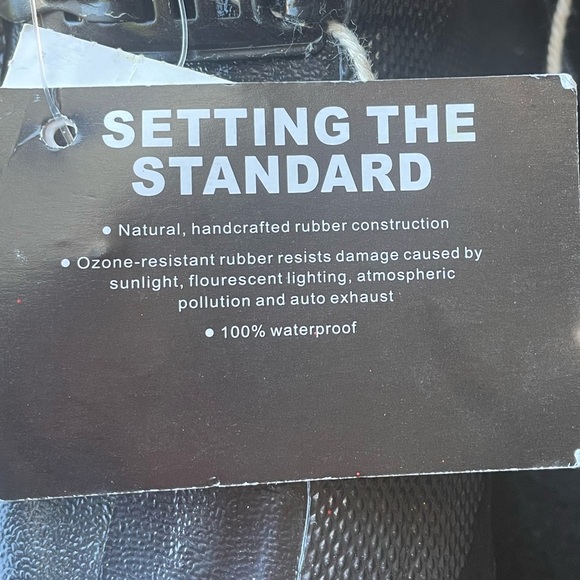 SETTING THE
STANDARD
• Natural, handcrafted rubber construction
• Ozone-resistant rubber resists damage caused by
sunlight, flourescent lighting, atmospheric
pollution and auto exhaust
• 100% waterproof